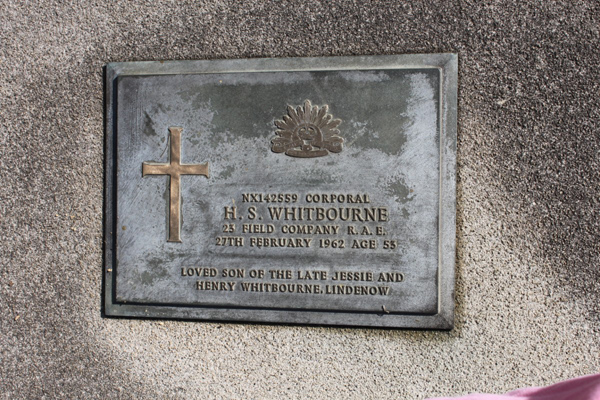 NX142559 CORPORAL
H. S. WHITBOURNE
23 FIELD COMPANY R.A.E.
27TH FEBRUARY 1962 AGE 53
LOVED SON OF THE LATE JESSIE AND
HENRY WHITBOURNE. LINDENOW